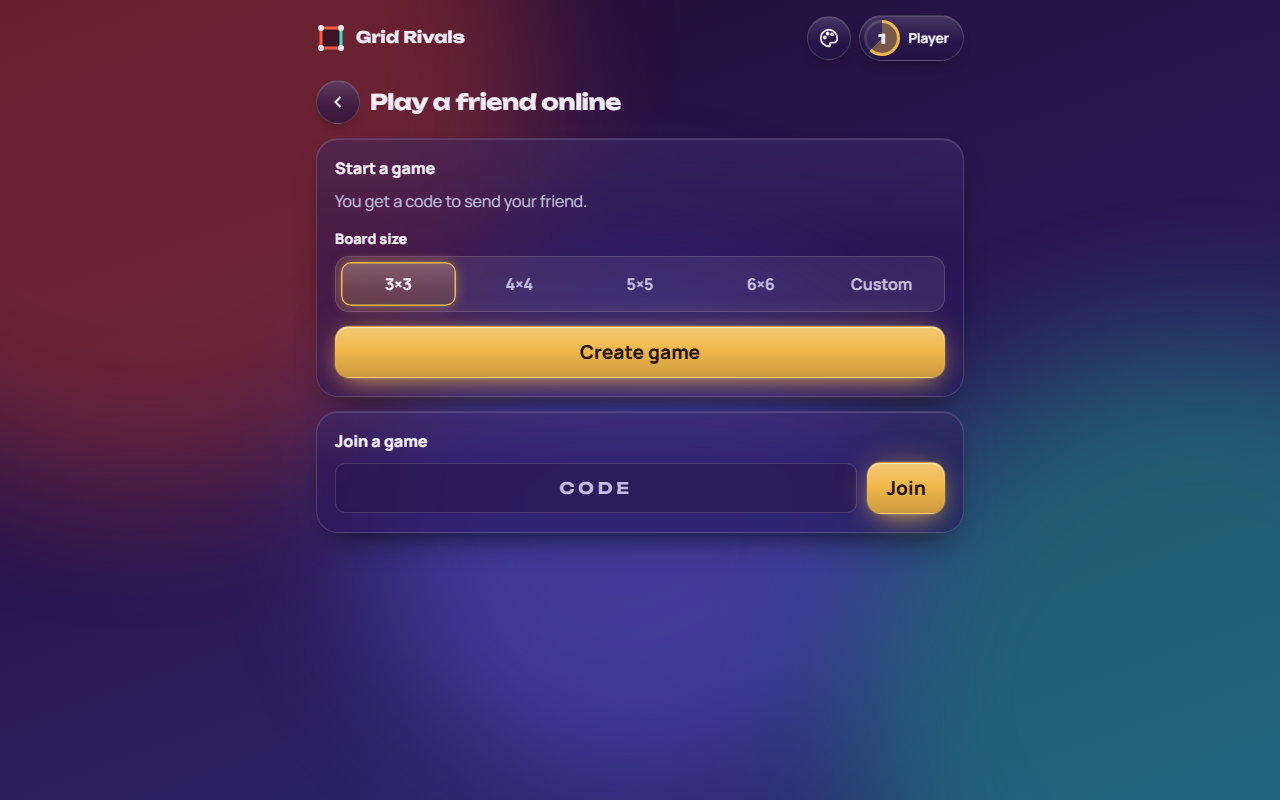 Grid Rivals
1 Player
Play a friend online
Start a game
You get a code to send your friend.
Board size
3×3 4×4 5×5 6×6 Custom
Create game
Join a game
CODE Join